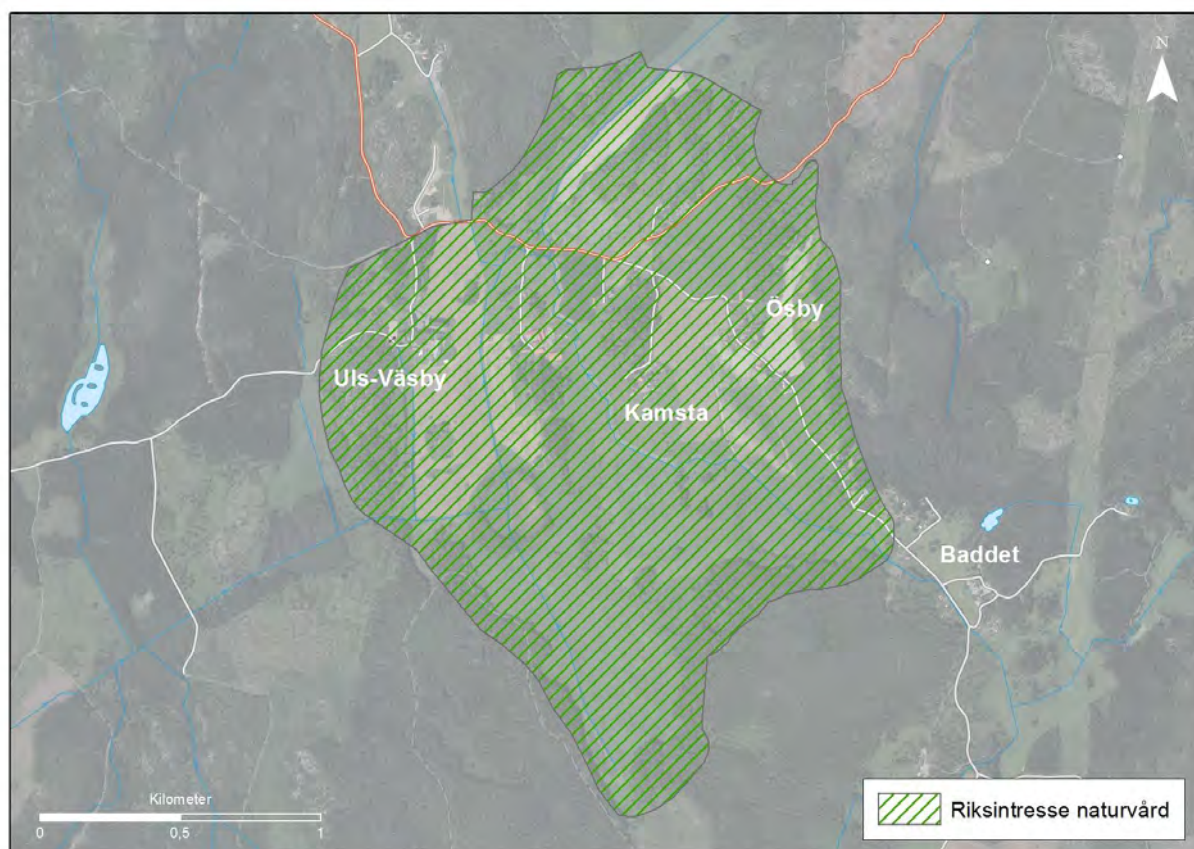 N
Ösby
Uls-Väsby
Kamsta
Baddet
Kilometer
0 0,5 1
Riksintresse naturvård